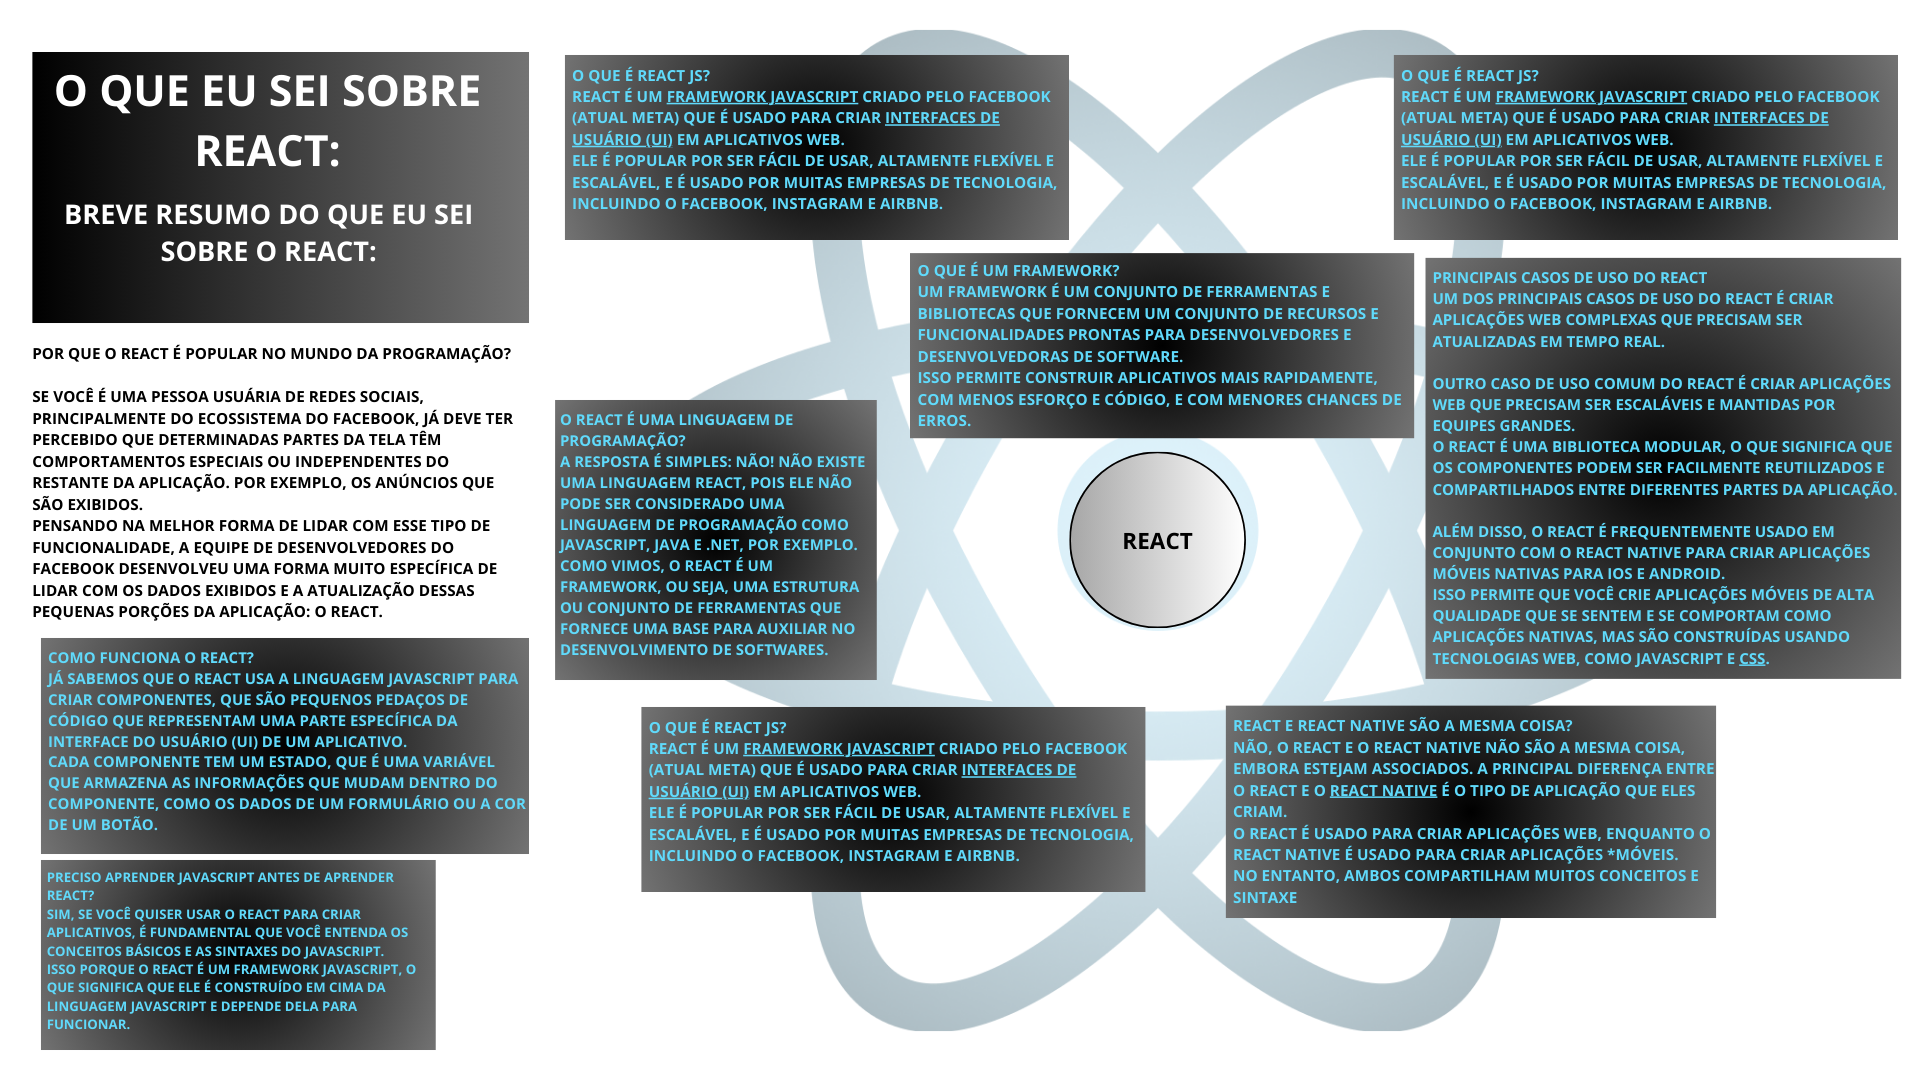 O QUE EU SEI SOBRE
REACT:
BREVE RESUMO DO QUE EU SEI
SOBRE O REACT:
POR QUE O REACT É POPULAR NO MUNDO DA PROGRAMAÇÃO?
SE VOCÊ É UMA PESSOA USUÁRIA DE REDES SOCIAIS,
PRINCIPALMENTE DO ECOSSISTEMA DO FACEBOOK, JÁ DEVE TER
PERCEBIDO QUE DETERMINADAS PARTES DA TELA TÊM
COMPORTAMENTOS ESPECIAIS OU INDEPENDENTES DO
RESTANTE DA APLICAÇÃO. POR EXEMPLO, OS ANÚNCIOS QUE
SÃO EXIBIDOS.
PENSANDO NA MELHOR FORMA DE LIDAR COM ESSE TIPO DE
FUNCIONALIDADE, A EQUIPE DE DESENVOLVEDORES DO
FACEBOOK DESENVOLVEU UMA FORMA MUITO ESPECÍFICA DE
LIDAR COM OS DADOS EXIBIDOS E A ATUALIZAÇÃO DESSAS
PEQUENAS PORÇÕES DA APLICAÇÃO: O REACT.
COMO FUNCIONA O REACT?
JÁ SABEMOS QUE O REACT USA A LINGUAGEM JAVASCRIPT PARA
CRIAR COMPONENTES, QUE SÃO PEQUENOS PEDAÇOS DE
CÓDIGO QUE REPRESENTAM UMA PARTE ESPECÍFICA DA
INTERFACE DO USUÁRIO (UI) DE UM APLICATIVO.
CADA COMPONENTE TEM UM ESTADO, QUE É UMA VARIÁVEL
QUE ARMAZENA AS INFORMAÇÕES QUE MUDAM DENTRO DO
COMPONENTE, COMO OS DADOS DE UM FORMULÁRIO OU A COR
DE UM BOTÃO.
PRECISO APRENDER JAVASCRIPT ANTES DE APRENDER
REACT?
SIM, SE VOCÊ QUISER USAR O REACT PARA CRIAR
APLICATIVOS, É FUNDAMENTAL QUE VOCÊ ENTENDA OS
CONCEITOS BÁSICOS E AS SINTAXES DO JAVASCRIPT.
ISSO PORQUE O REACT É UM FRAMEWORK JAVASCRIPT, O
QUE SIGNIFICA QUE ELE É CONSTRUÍDO EM CIMA DA
LINGUAGEM JAVASCRIPT E DEPENDE DELA PARA
FUNCIONAR.
O QUE É REACT JS?
REACT É UM FRAMEWORK JAVASCRIPT CRIADO PELO FACEBOOK
(ATUAL META) QUE É USADO PARA CRIAR INTERFACES DE
USUÁRIO (UI) EM APLICATIVOS WEB.
ELE É POPULAR POR SER FÁCIL DE USAR, ALTAMENTE FLEXÍVEL E
ESCALÁVEL, E É USADO POR MUITAS EMPRESAS DE TECNOLOGIA,
INCLUINDO O FACEBOOK, INSTAGRAM E AIRBNB.
O QUE É UM FRAMEWORK?
UM FRAMEWORK É UM CONJUNTO DE FERRAMENTAS E
BIBLIOTECAS QUE FORNECEM UM CONJUNTO DE RECURSOS E
FUNCIONALIDADES PRONTAS PARA DESENVOLVEDORES E
DESENVOLVEDORAS DE SOFTWARE.
ISSO PERMITE CONSTRUIR APLICATIVOS MAIS RAPIDAMENTE,
COM MENOS ESFORÇO E CÓDIGO, E COM MENORES CHANCES DE
ERROS.
O REACT É UMA LINGUAGEM DE
PROGRAMAÇÃO?
A RESPOSTA É SIMPLES: NÃO! NÃO EXISTE
UMA LINGUAGEM REACT, POIS ELE NÃO
PODE SER CONSIDERADO UMA
LINGUAGEM DE PROGRAMAÇÃO COMO
JAVASCRIPT, JAVA E .NET, POR EXEMPLO.
COMO VIMOS, O REACT É UM
FRAMEWORK, OU SEJA, UMA ESTRUTURA
OU CONJUNTO DE FERRAMENTAS QUE
FORNECE UMA BASE PARA AUXILIAR NO
DESENVOLVIMENTO DE SOFTWARES.
REACT
O QUE É REACT JS?
REACT É UM FRAMEWORK JAVASCRIPT CRIADO PELO FACEBOOK
(ATUAL META) QUE É USADO PARA CRIAR INTERFACES DE
USUÁRIO (UI) EM APLICATIVOS WEB.
ELE É POPULAR POR SER FÁCIL DE USAR, ALTAMENTE FLEXÍVEL E
ESCALÁVEL, E É USADO POR MUITAS EMPRESAS DE TECNOLOGIA,
INCLUINDO O FACEBOOK, INSTAGRAM E AIRBNB.
O QUE É REACT JS?
REACT É UM FRAMEWORK JAVASCRIPT CRIADO PELO FACEBOOK
(ATUAL META) QUE É USADO PARA CRIAR INTERFACES DE
USUÁRIO (UI) EM APLICATIVOS WEB.
ELE É POPULAR POR SER FÁCIL DE USAR, ALTAMENTE FLEXÍVEL E
ESCALÁVEL, E É USADO POR MUITAS EMPRESAS DE TECNOLOGIA,
INCLUINDO O FACEBOOK, INSTAGRAM E AIRBNB.
PRINCIPAIS CASOS DE USO DO REACT
UM DOS PRINCIPAIS CASOS DE USO DO REACT É CRIAR
APLICAÇÕES WEB COMPLEXAS QUE PRECISAM SER
ATUALIZADAS EM TEMPO REAL.
OUTRO CASO DE USO COMUM DO REACT É CRIAR APLICAÇÕES
WEB QUE PRECISAM SER ESCALÁVEIS E MANTIDAS POR
EQUIPES GRANDES.
O REACT É UMA BIBLIOTECA MODULAR, O QUE SIGNIFICA QUE
OS COMPONENTES PODEM SER FACILMENTE REUTILIZADOS E
COMPARTILHADOS ENTRE DIFERENTES PARTES DA APLICAÇÃO.
ALÉM DISSO, O REACT É FREQUENTEMENTE USADO EM
CONJUNTO COM O REACT NATIVE PARA CRIAR APLICAÇÕES
MÓVEIS NATIVAS PARA IOS E ANDROID.
ISSO PERMITE QUE VOCÊ CRIE APLICAÇÕES MÓVEIS DE ALTA
QUALIDADE QUE SE SENTEM E SE COMPORTAM COMO
APLICAÇÕES NATIVAS, MAS SÃO CONSTRUÍDAS USANDO
TECNOLOGIAS WEB, COMO JAVASCRIPT E CSS.
REACT E REACT NATIVE SÃO A MESMA COISA?
NÃO, O REACT E O REACT NATIVE NÃO SÃO A MESMA COISA,
EMBORA ESTEJAM ASSOCIADOS. A PRINCIPAL DIFERENÇA ENTRE
O REACT E O REACT NATIVE É O TIPO DE APLICAÇÃO QUE ELES
CRIAM.
O REACT É USADO PARA CRIAR APLICAÇÕES WEB, ENQUANTO O
REACT NATIVE É USADO PARA CRIAR APLICAÇÕES *MÓVEIS.
NO ENTANTO, AMBOS COMPARTILHAM MUITOS CONCEITOS E
SINTAXE